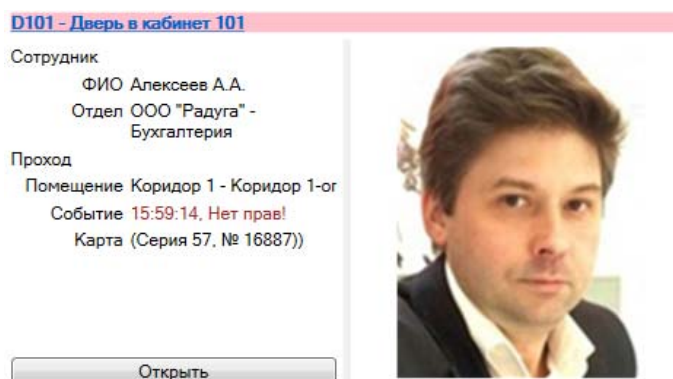 D101 - Дверь в кабинет 101
Сотрудник
ФИО Алексеев А.А.
Отдел ООО "Радуга" -
Бухгалтерия
Проход
Помещение Коридор 1 - Коридор 1-ог
Событие 15:59:14, Нет прав!
Карта (Серия 57, № 16887))
Открыть